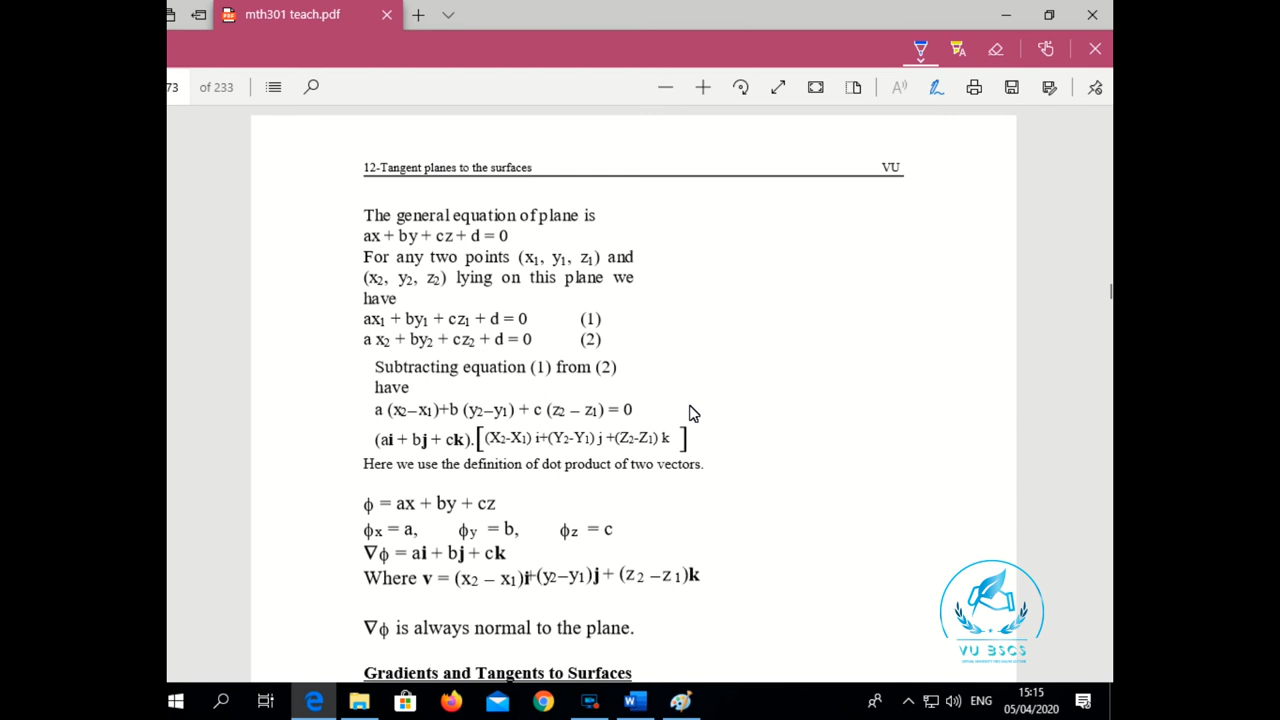 mth301 teach.pdf
73 of 233
12-Tangent planes to the surfaces VU
The general equation of plane is
ax + by + cz + d = 0
For any two points (x₁, y₁, z₁) and
(x₂, y₂, z₂) lying on this plane we
have
ax₁ + by₁ + cz₁ + d = 0 (1)
a x₂ + by₂ + cz₂ + d = 0 (2)
Subtracting equation (1) from (2)
have
a (x₂–x₁)+b (y₂–y₁) + c (z₂ – z₁) = 0
(ai + bj + ck).[(X₂-X₁) i+(Y₂-Y₁) j +(Z₂-Z₁) k ]
Here we use the definition of dot product of two vectors.
ϕ = ax + by + cz
ϕx = a, ϕy = b, ϕz = c
∇ϕ = ai + bj + ck
Where v = (x₂ – x₁)i+(y₂–y₁)j + (z₂ –z₁)k
∇ϕ is always normal to the plane.
Gradients and Tangents to Surfaces
VU BSCS
ENG
15:15
05/04/2020